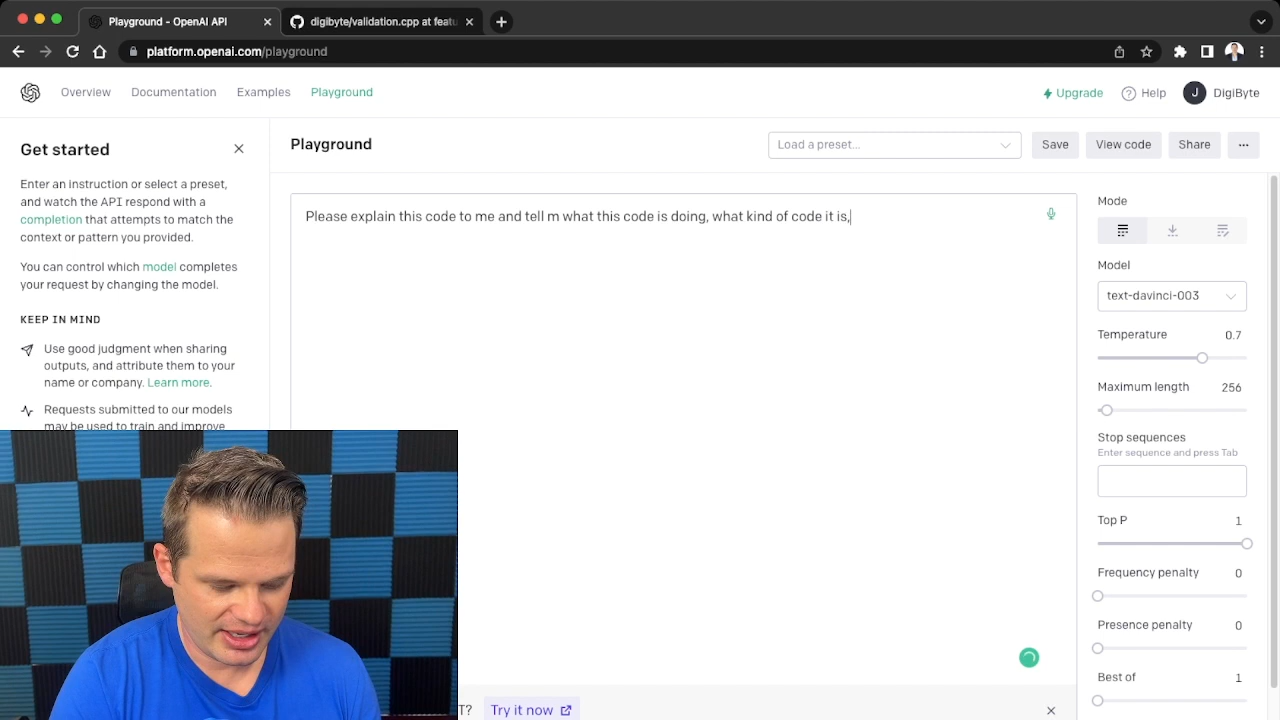 Playground - OpenAI API
digibyte/validation.cpp at featu
platform.openai.com/playground
Overview
Documentation
Examples
Playground
Upgrade
Help
J
DigiByte
Get started
Enter an instruction or select a preset,
and watch the API respond with a
completion that attempts to match the
context or pattern you provided.
You can control which model completes
your request by changing the model.
KEEP IN MIND
Use good judgment when sharing
outputs, and attribute them to your
name or company. Learn more.
Requests submitted to our models
may be used to train and improve
Playground
Load a preset...
Save
View code
Share
...
Please explain this code to me and tell m what this code is doing, what kind of code it is,
Mode
Model
text-davinci-003
Temperature 0.7
Maximum length 256
Stop sequences
Enter sequence and press Tab
Top P 1
Frequency penalty 0
Presence penalty 0
Best of 1
T? Try it now